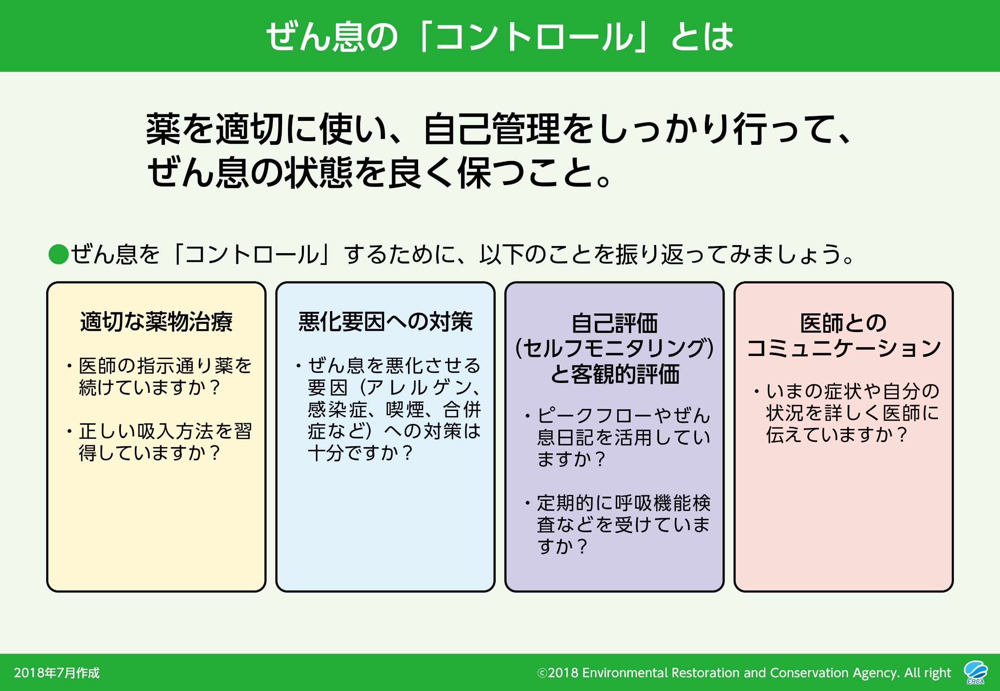 ぜん息の「コントロール」とは
薬を適切に使い、自己管理をしっかり行って、
ぜん息の状態を良く保つこと。
●ぜん息を「コントロール」するために、以下のことを振り返ってみましょう。
適切な薬物治療
・医師の指示通り薬を
続けていますか？
・正しい吸入方法を習
得していますか？
悪化要因への対策
・ぜん息を悪化させる
要因（アレルゲン、
感染症、喫煙、合併
症など）への対策は
十分ですか？
自己評価
（セルフモニタリング）
と客観的評価
・ピークフローやぜん
息日記を活用してい
ますか？
・定期的に呼吸機能検
査などを受けていま
すか？
医師との
コミュニケーション
・いまの症状や自分の
状況を詳しく医師に
伝えていますか？
2018年7月作成
©2018 Environmental Restoration and Conservation Agency. All right
ERCA